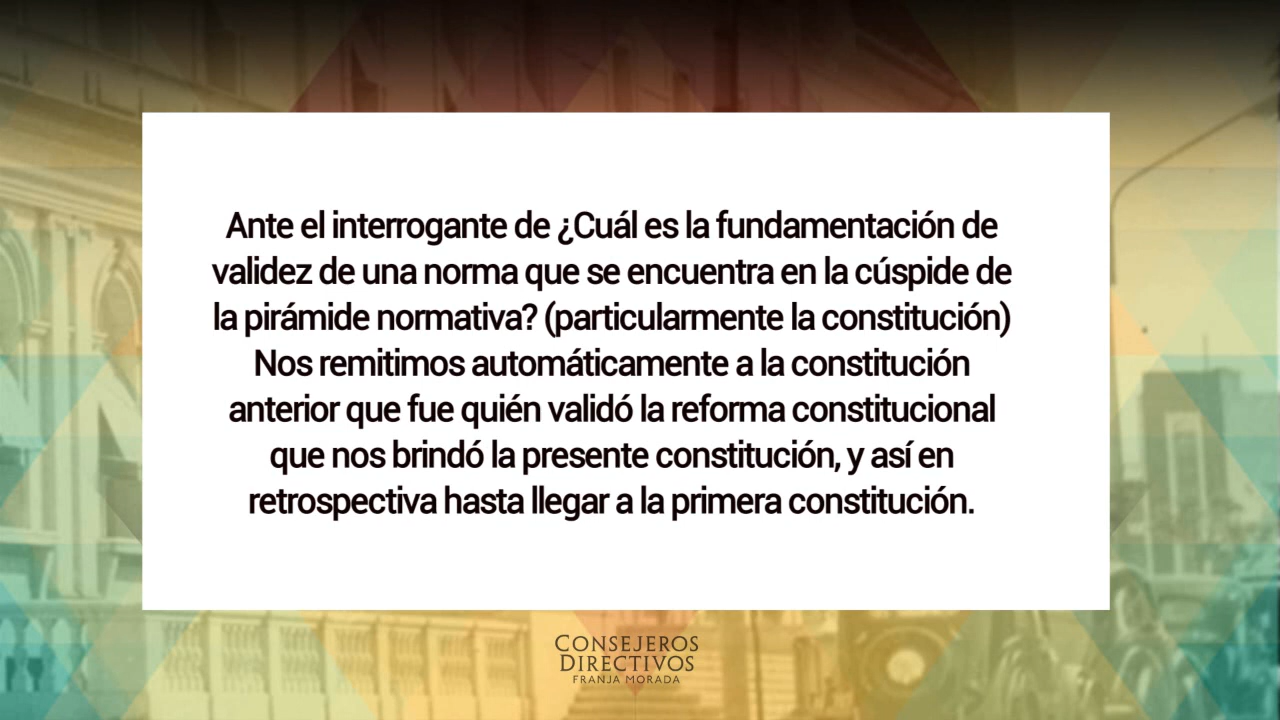 Ante el interrogante de ¿Cuál es la fundamentación de
validez de una norma que se encuentra en la cúspide de
la pirámide normativa? (particularmente la constitución)
Nos remitimos automáticamente a la constitución
anterior que fue quién validó la reforma constitucional
que nos brindó la presente constitución, y así en
retrospectiva hasta llegar a la primera constitución.
CONSEJEROS
DIRECTIVOS
FRANJA MORADA